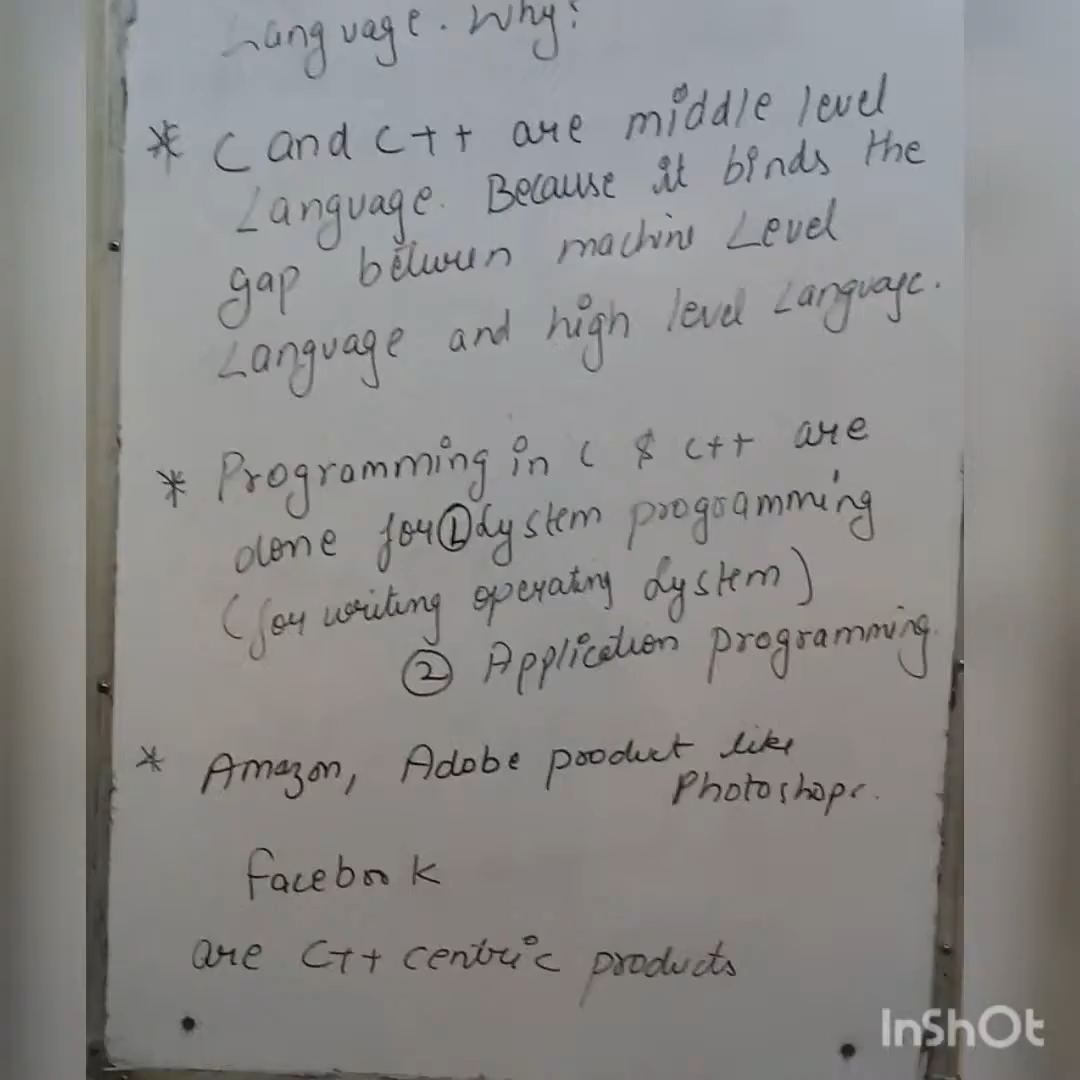 Language. Why?
* C and C++ are middle level
Language. Because it binds the
gap between machine Level
Language and high level Language.
* Programming in C & C++ are
done for ① System programming
(for writing operating System)
② Application programming.
* Amazon, Adobe product like
Photoshop.
facebook
are C++ centric products
InShOt